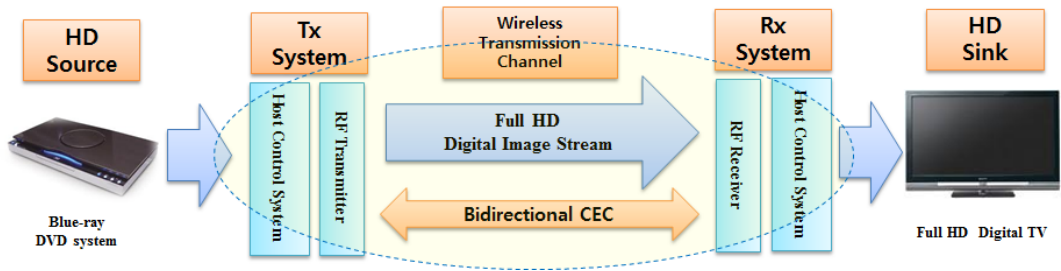 HD
Source
Tx
System
Wireless
Transmission
Channel
Rx
System
HD
Sink
Host Control System
RF Transmitter
Full HD
Digital Image Stream
Bidirectional CEC
RF Receiver
Host Control System
Blue-ray
DVD system
Full HD Digital TV